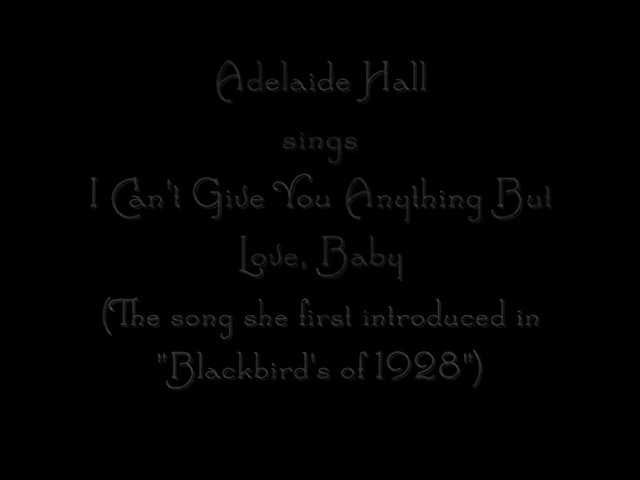 Adelaide Hall
sings
I Can't Give You Anything But
Love, Baby
(The song she first introduced in
"Blackbird's of 1928")